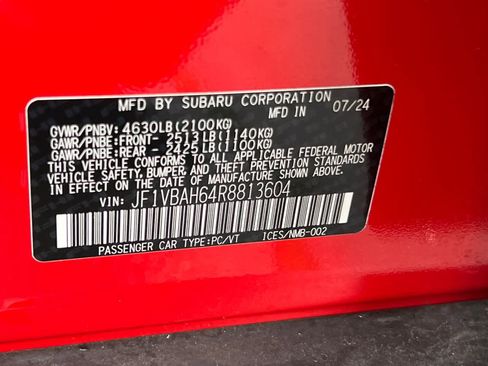 MFD BY SUBARU CORPORATION
MFD IN 07/24
GVWR/PNBV: 4630LB(2100KG)
GAWR/PNBE:FRONT- 2513LB(1140KG)
GAWR/PNBE:REAR - 2425LB(1100KG)
THIS VEHICLE CONFORMS TO ALL APPLICABLE FEDERAL MOTOR
VEHICLE SAFETY, BUMPER, AND THEFT PREVENTION STANDARDS
IN EFFECT ON THE DATE OF MANUFACTURE SHOWN ABOVE.
VIN: JF1VBAH64R8813604
PASSENGER CAR TYPE:PC/VT ICES/NMB-002